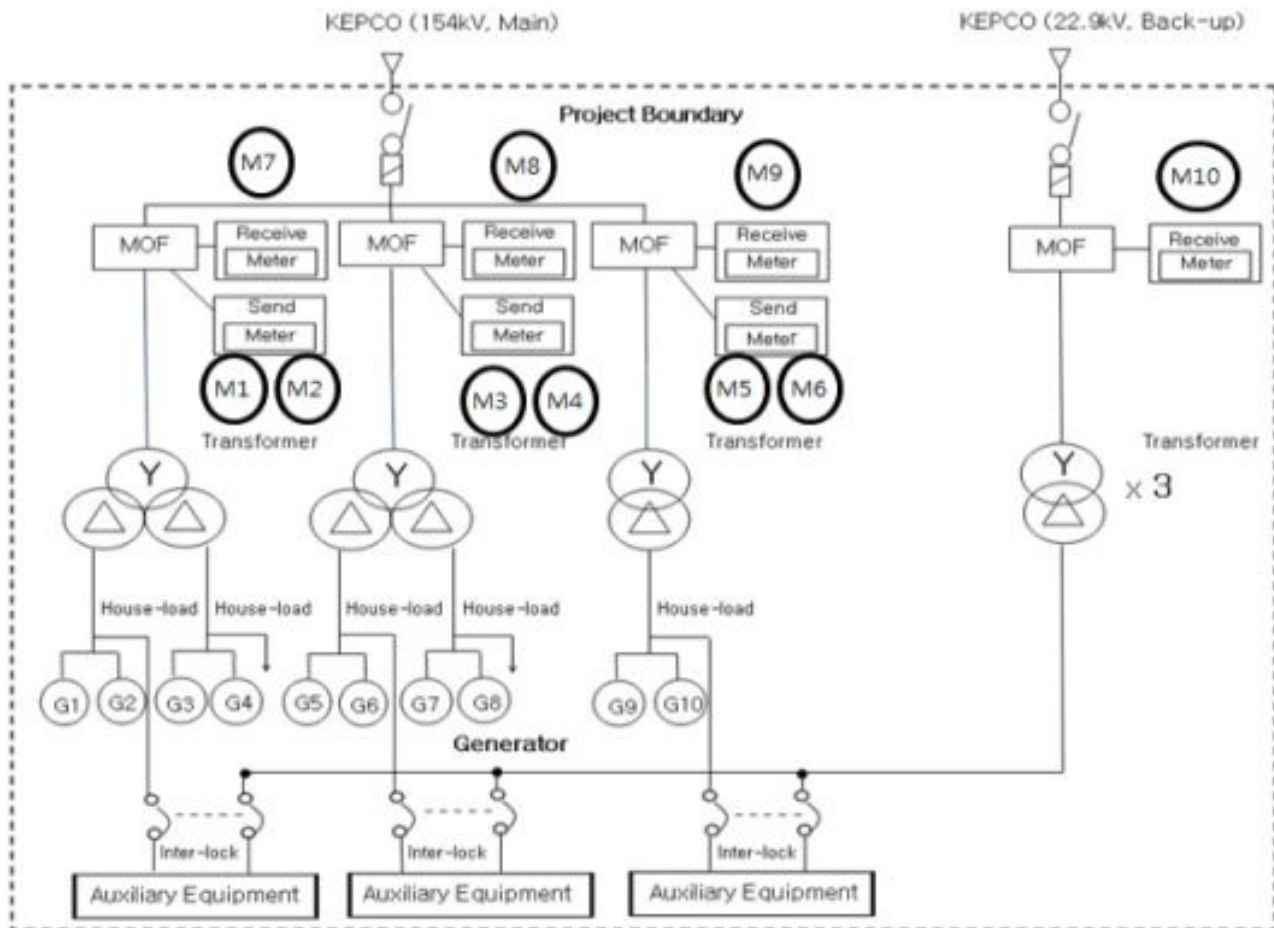 KEPCO (154kV, Main)
KEPCO (22.9kV, Back-up)
Project Boundary
M7
M8
M9
M10
MOF
Receive
Meter
MOF
Receive
Meter
MOF
Receive
Meter
MOF
Receive
Meter
Send
Meter
Send
Meter
Send
Meter
M1
M2
M3
M4
M5
M6
Transformer
Transformer
Transformer
Transformer
Y
Y
Y
x 3
House-load
House-load
House-load
House-load
House-load
G1
G2
G3
G4
G5
G6
G7
G8
G9
G10
Generator
Inter-lock
Inter-lock
Inter-lock
Auxiliary Equipment
Auxiliary Equipment
Auxiliary Equipment